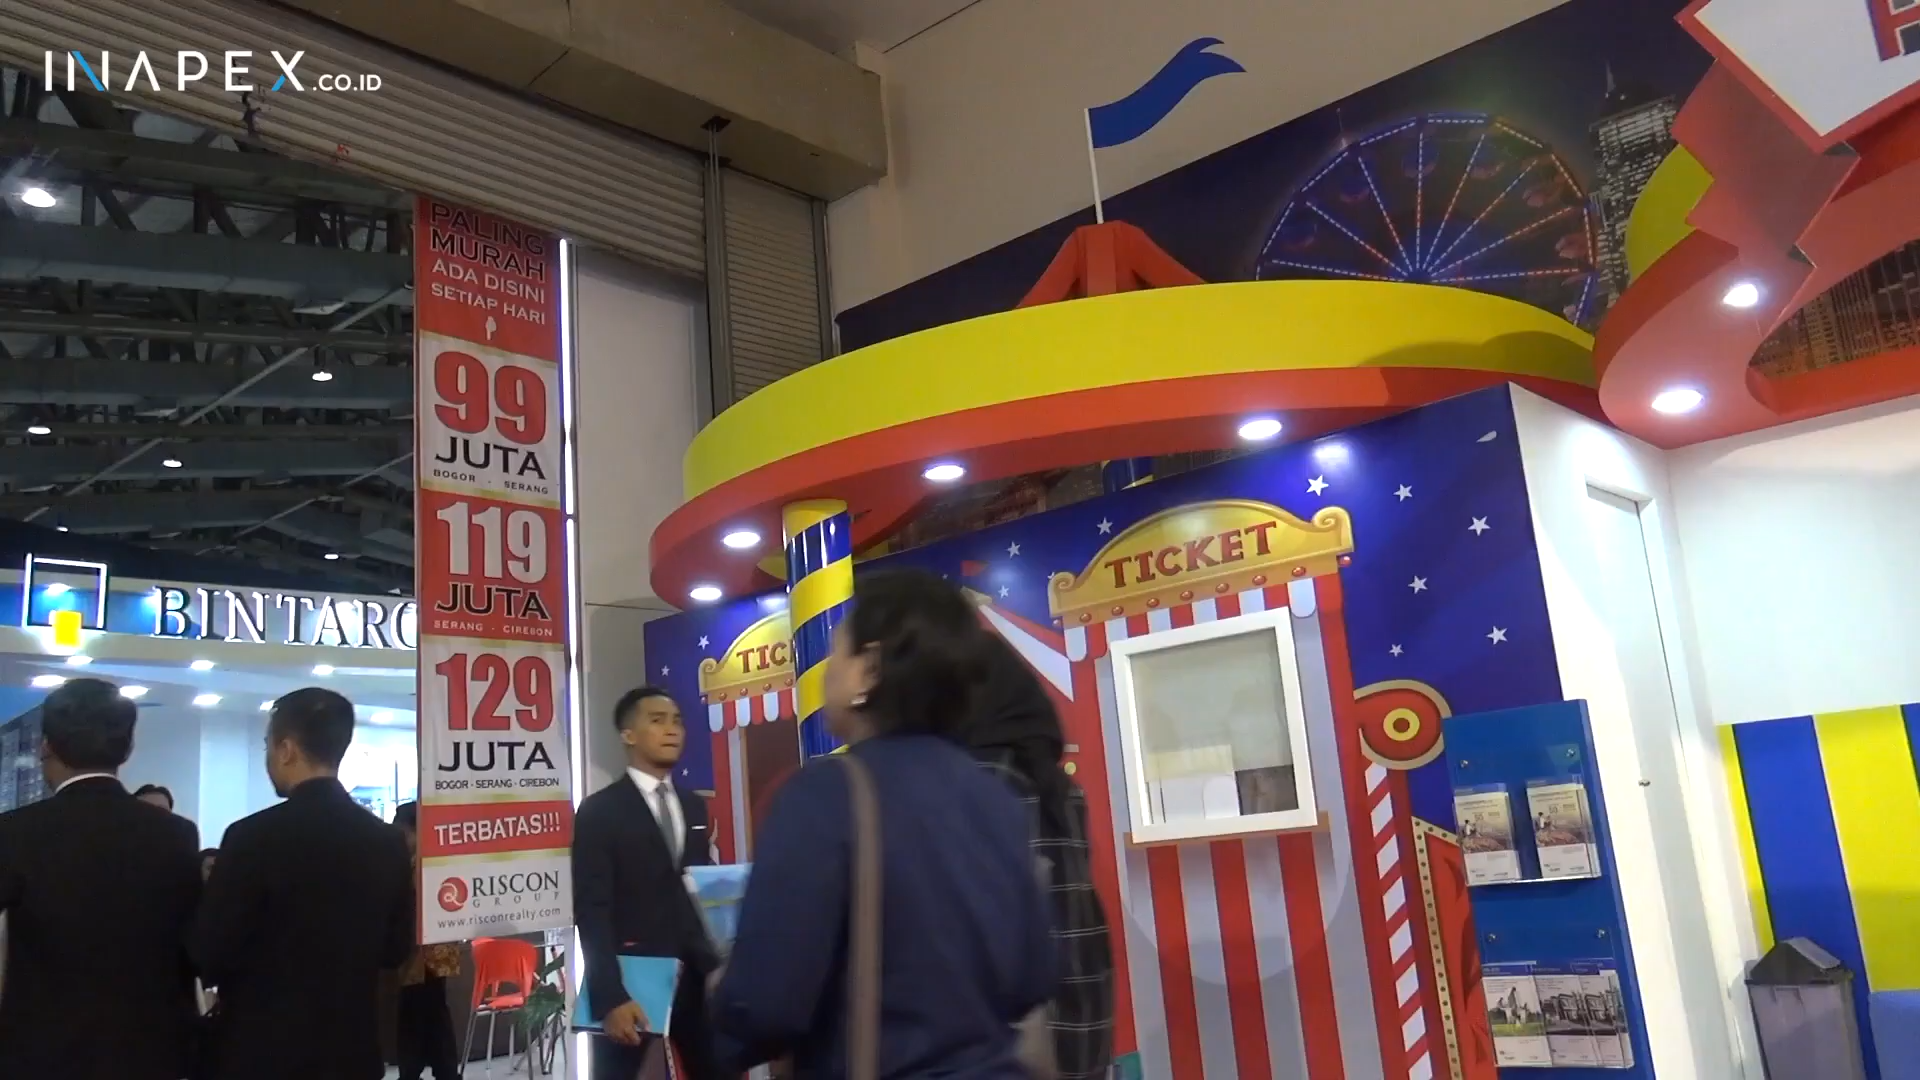 INAPEX.CO.ID
PALING
MURAH
ADA DISINI
SETIAP HARI
99
JUTA
BOGOR - SERANG
119
JUTA
SERANG - CIREBON
129
JUTA
BOGOR - SERANG - CIREBON
TERBATAS!!!
RISCON
GROUP
www.risconrealty.com
BINTARO
TICKET
TIC